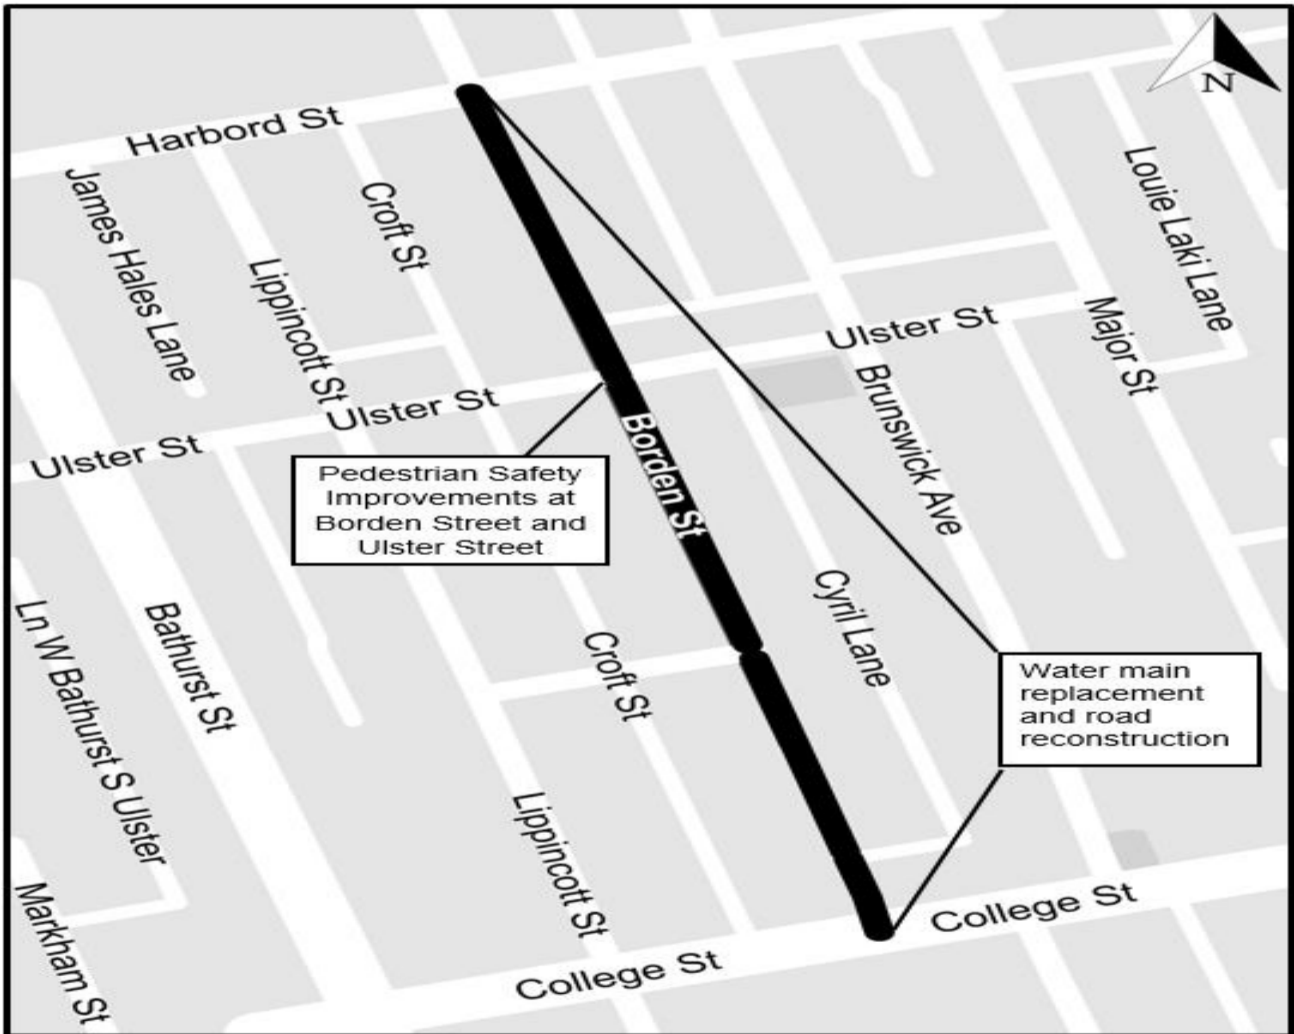 N
Harbord St
James Hales Lane
Croft St
Lippincott St
Louie Laki Lane
Major St
Ulster St
Ulster St
Ulster St
Brunswick Ave
Borden St
Pedestrian Safety
Improvements at
Borden Street and
Ulster Street
Cyril Lane
Ln W Bathurst S Ulster
Bathurst St
Croft St
Water main
replacement
and road
reconstruction
Lippincott St
Markham St
College St
College St